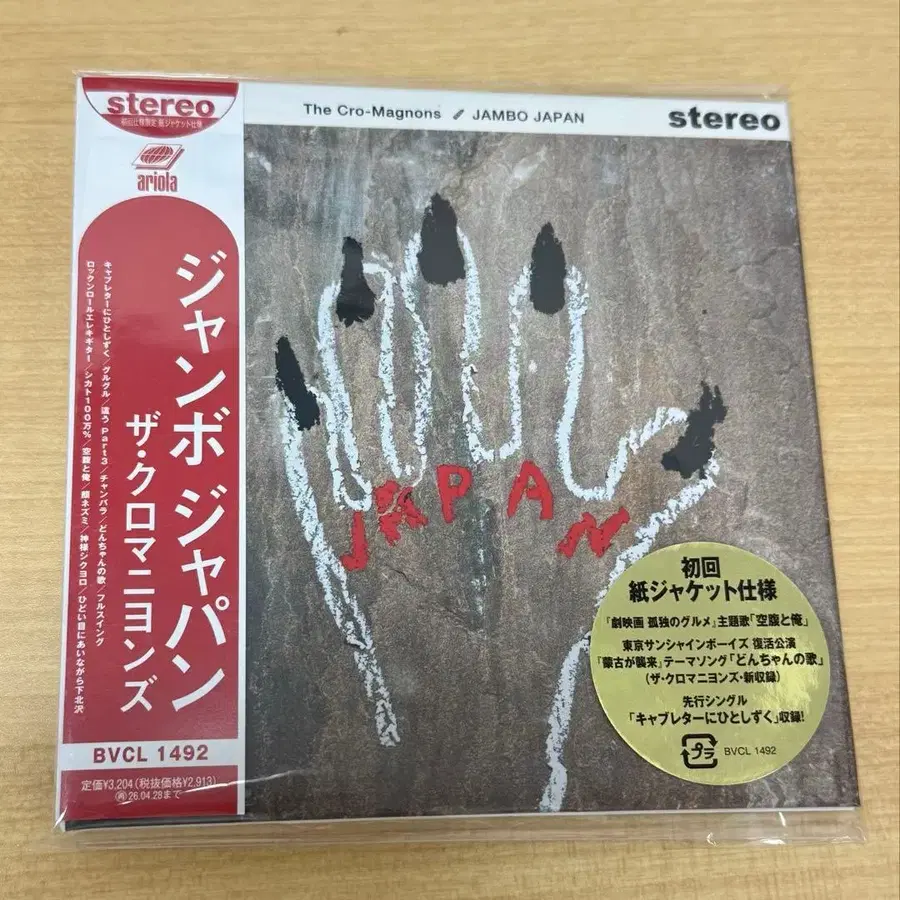 stereo
初回仕様限定 紙ジャケット仕様
ariola
ジャンボ ジャパン
ザ・クロマニヨンズ
キャブレターにひとしずく／グルグル／這う Part3／チャンバラ／どんちゃんの歌／フルスイング
ロックンロールエレキギター／シカト100万%／空腹と俺／顔ネズミ／神様シクヨロ／ひどい目にあいながら下北沢
BVCL 1492
定価¥3,204(税抜価格¥2,913)
再26.04.28まで
The Cro-Magnons // JAMBO JAPAN
stereo
JAPAN
初回
紙ジャケット仕様
「劇映画 孤独のグルメ」主題歌「空腹と俺」
東京サンシャインボーイズ 復活公演
『蒙古が襲来』テーマソング「どんちゃんの歌」
(ザ・クロマニヨンズ・新収録)
先行シングル
「キャブレターにひとしずく」収録!
プラ
BVCL 1492